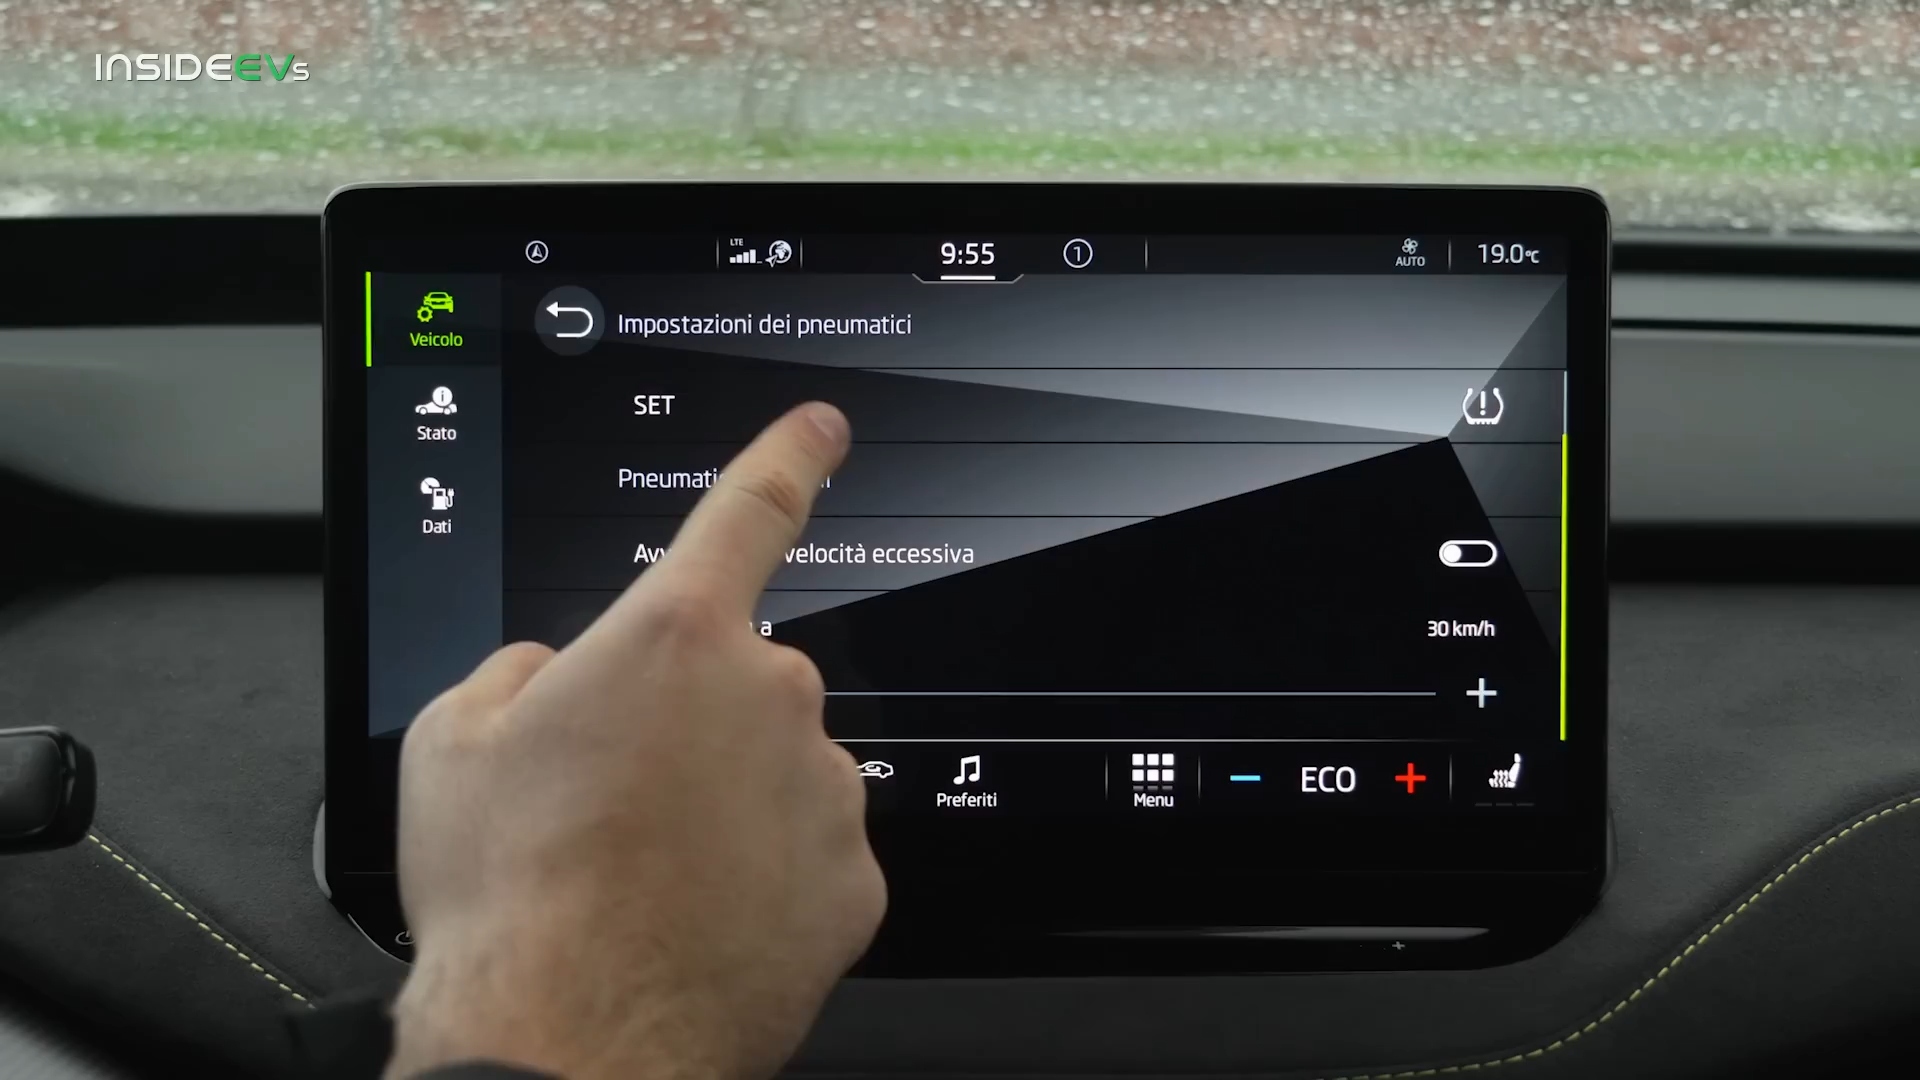 INSIDEEVs
LTE
9:55
1
AUTO
19.0°C
Veicolo
Impostazioni dei pneumatici
SET
Stato
velocità eccessiva
Dati
a
30 km/h
Preferiti
Menu
ECO